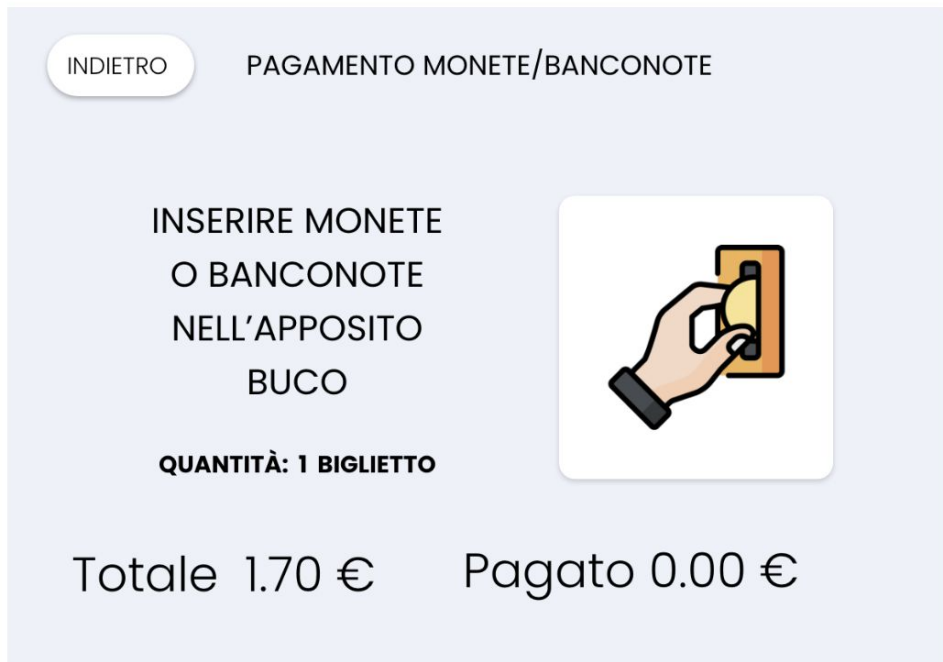 INDIETRO
PAGAMENTO MONETE/BANCONOTE
INSERIRE MONETE
O BANCONOTE
NELL’APPOSITO
BUCO
QUANTITÀ: 1 BIGLIETTO
Totale 1.70 €
Pagato 0.00 €